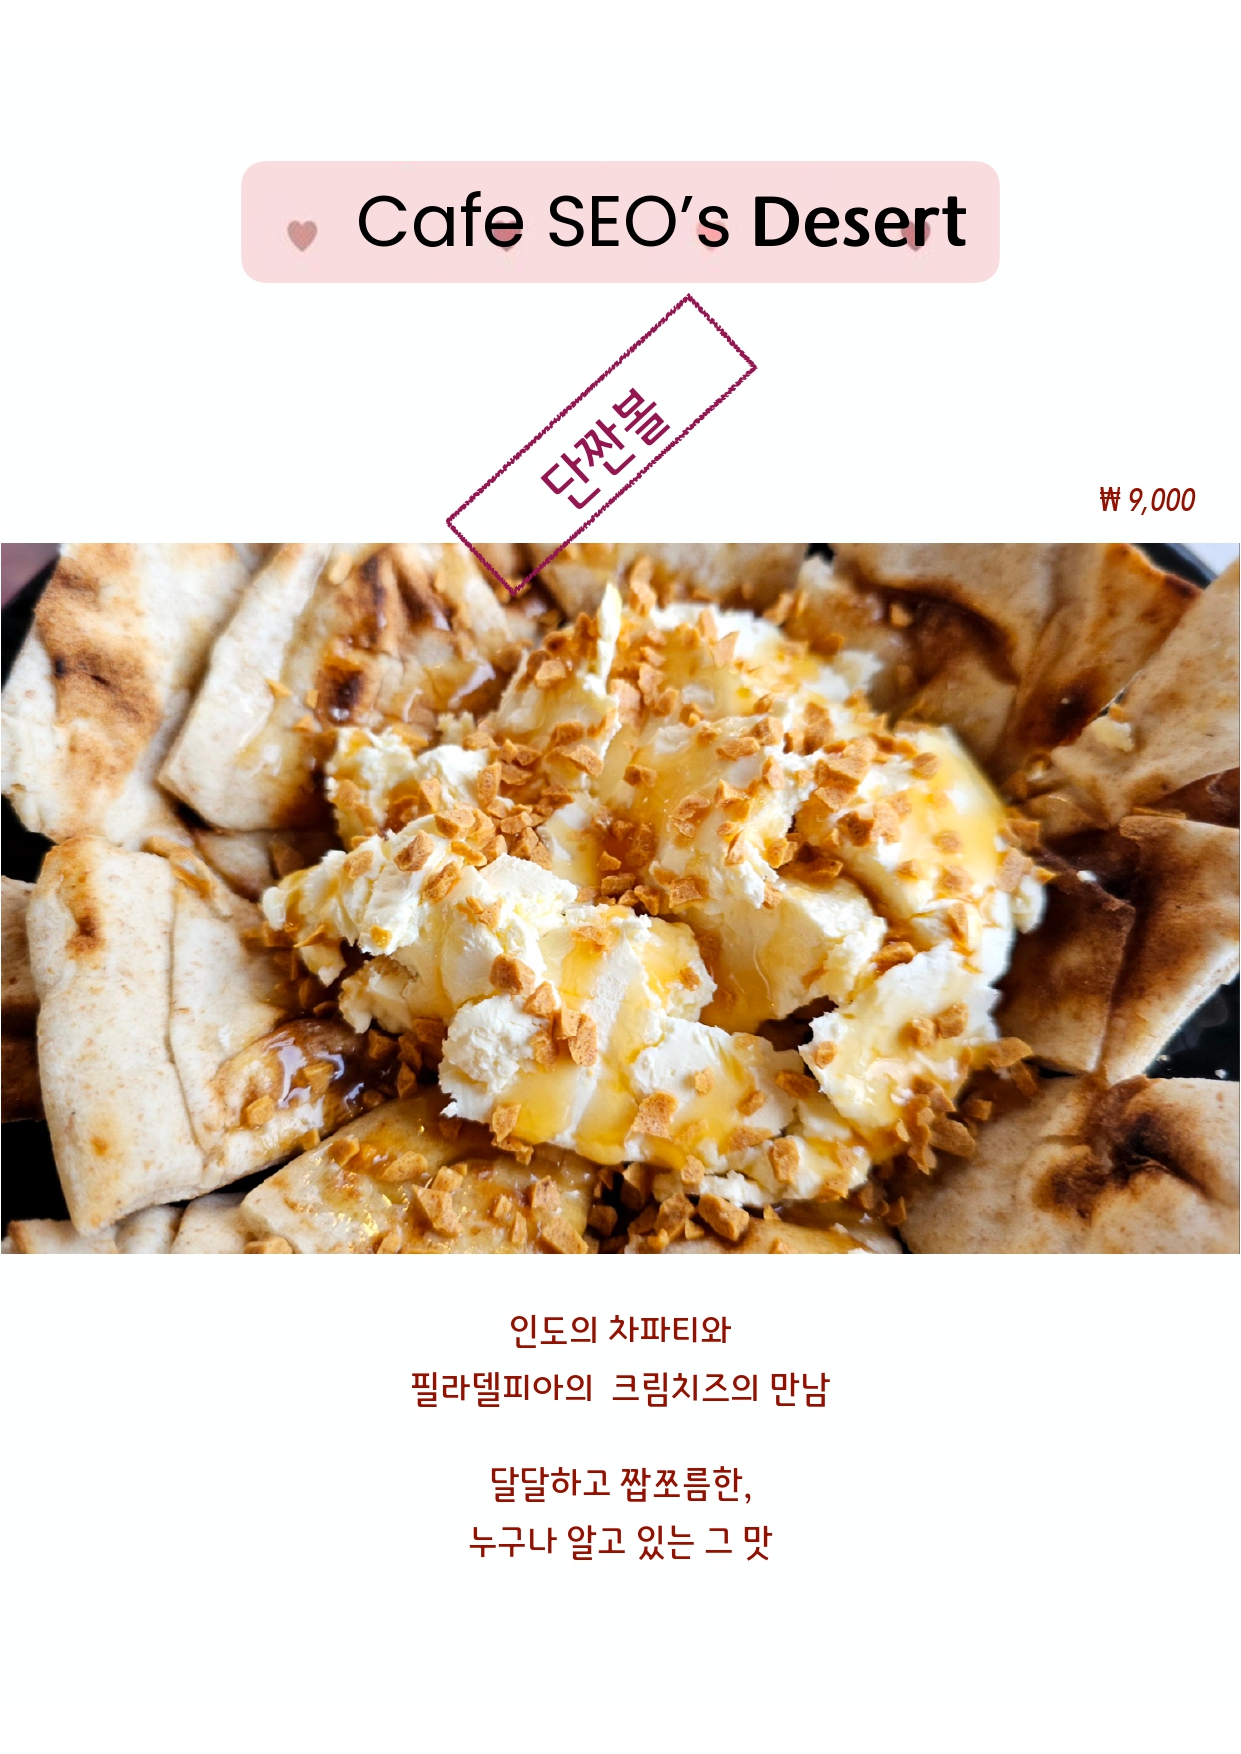 Cafe SEO’s Desert
단짠볼
₩ 9,000
인도의 차파티와
필라델피아의 크림치즈의 만남
달달하고 짭쪼름한,
누구나 알고 있는 그 맛